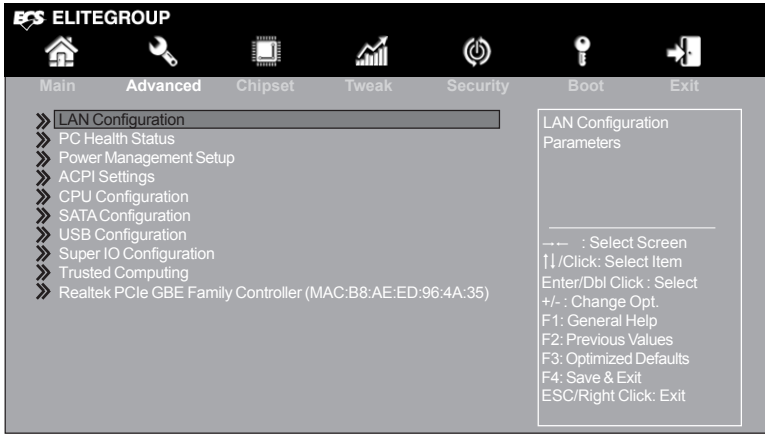 ECS ELITEGROUP
Main Advanced Chipset Tweak Security Boot Exit
LAN Configuration
PC Health Status
Power Management Setup
ACPI Settings
CPU Configuration
SATA Configuration
USB Configuration
Super IO Configuration
Trusted Computing
Realtek PCIe GBE Family Controller (MAC:B8:AE:ED:96:4A:35)
LAN Configuration
Parameters
→← : Select Screen
↑↓/Click: Select Item
Enter/Dbl Click : Select
+/- : Change Opt.
F1: General Help
F2: Previous Values
F3: Optimized Defaults
F4: Save & Exit
ESC/Right Click: Exit